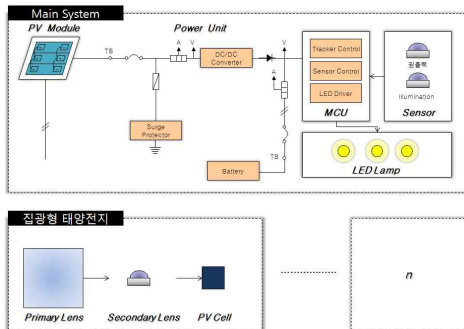 Main System
PV Module
Power Unit
TB
A
V
DC/DC
Converter
V
A
Surge
Protector
Battery
TB
Tracker Control
Sensor Control
LED Driver
MCU
광출력
illumination
Sensor
LED Lamp
집광형 태양전지
Primary Lens
Secondary Lens
PV Cell
n